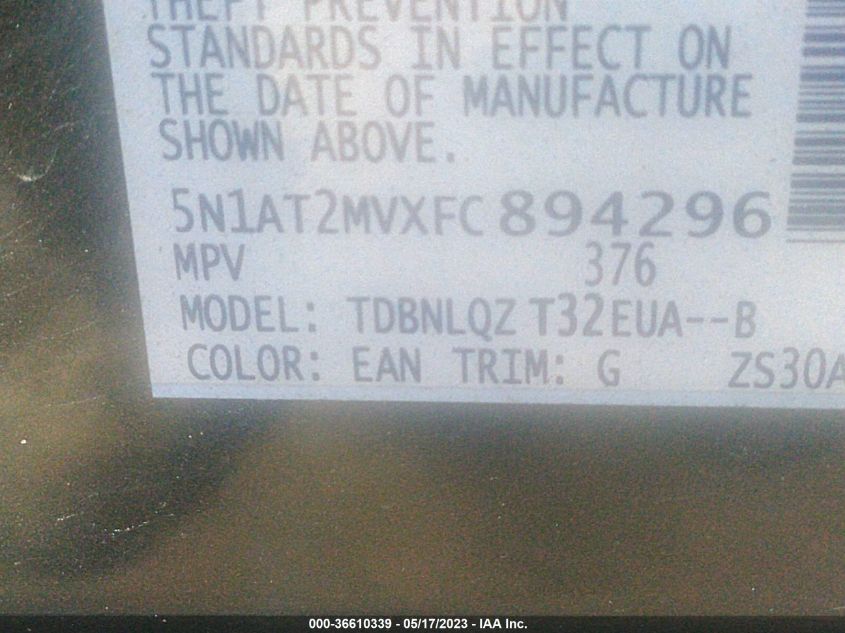 THEFT PREVENTION
STANDARDS IN EFFECT ON
THE DATE OF MANUFACTURE
SHOWN ABOVE.
5N1AT2MVXFC894296
MPV 376
MODEL: TDBNLQZ T32EUA--B
COLOR: EAN TRIM: G ZS30A
000-36610339 - 05/17/2023 - IAA Inc.